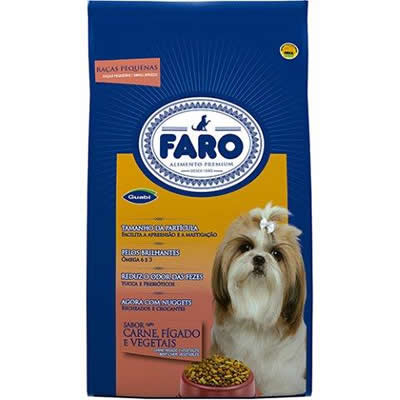 RAÇAS PEQUENAS
FARO
ALIMENTO PREMIUM
Guabi
TAMANHO DA PARTÍCULA
FACILITA A APREENSÃO E A MASTIGAÇÃO
PELOS BRILHANTES
ÔMEGA 6 E 3
REDUZ O ODOR DAS FEZES
YUCCA E PREBIÓTICOS
AGORA COM NUGGETS
RECHEADOS E CROCANTES
SABOR
CARNE, FÍGADO
E VEGETAIS